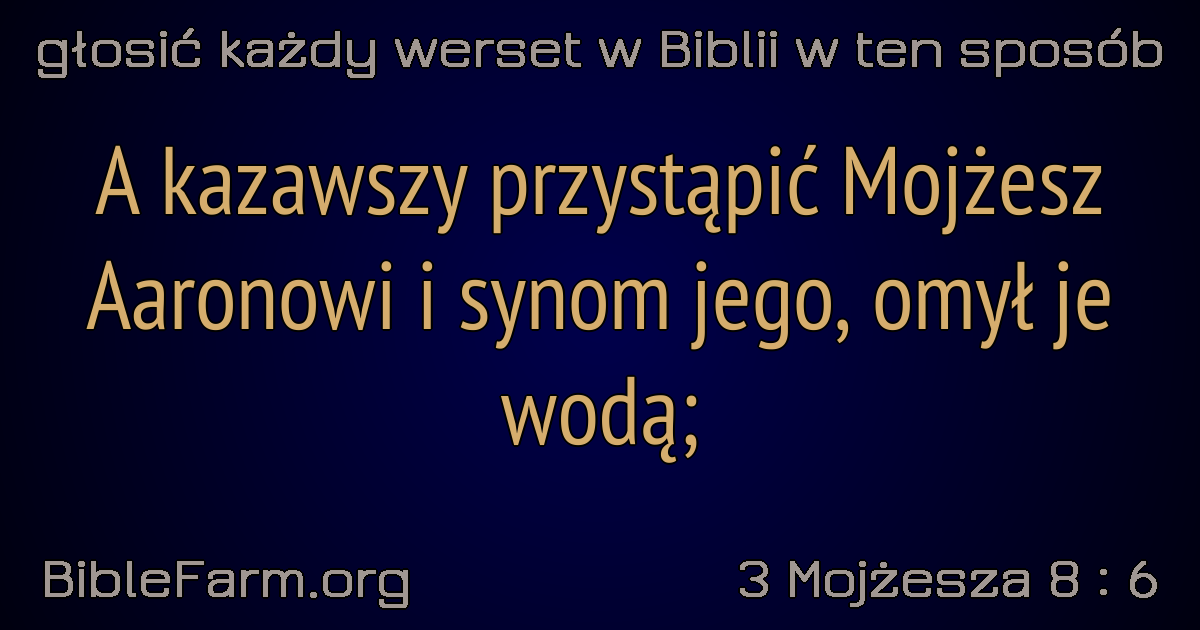 głosić każdy werset w Biblii w ten sposób
A kazawszy przystąpić Mojżesz
Aaronowi i synom jego, omył je
wodą;
BibleFarm.org
3 Mojżesza 8 : 6